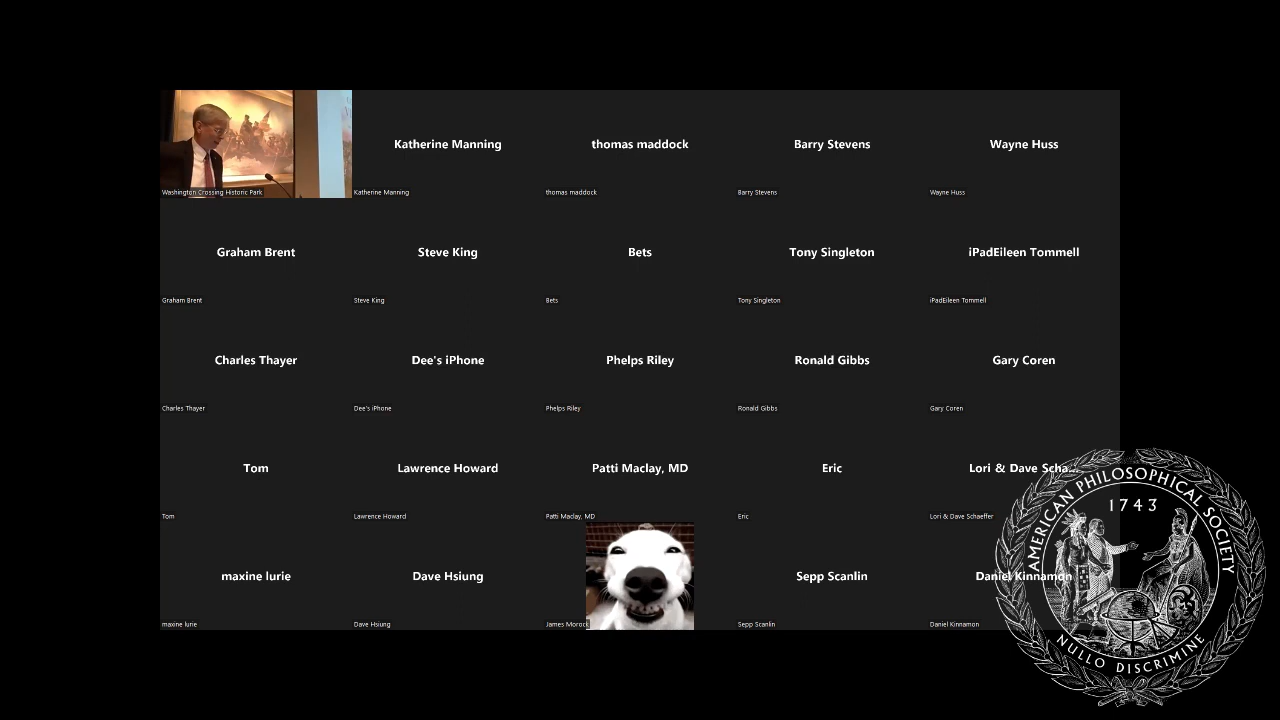 Washington Crossing Historic Park
Katherine Manning
Katherine Manning
thomas maddock
thomas maddock
Barry Stevens
Barry Stevens
Wayne Huss
Wayne Huss
Graham Brent
Graham Brent
Steve King
Steve King
Bets
Bets
Tony Singleton
Tony Singleton
iPadEileen Tommell
iPadEileen Tommell
Charles Thayer
Charles Thayer
Dee's iPhone
Dee's iPhone
Phelps Riley
Phelps Riley
Ronald Gibbs
Ronald Gibbs
Gary Coren
Gary Coren
Tom
Tom
Lawrence Howard
Lawrence Howard
Patti Maclay, MD
Patti Maclay, MD
Eric
Eric
Lori & Dave Scha...
Lori & Dave Schaeffer
maxine lurie
maxine lurie
Dave Hsiung
Dave Hsiung
James Morock
Sepp Scanlin
Sepp Scanlin
Daniel Kinnamon
Daniel Kinnamon
AMERICAN PHILOSOPHICAL SOCIETY
1743
NULLO DISCRIMINE